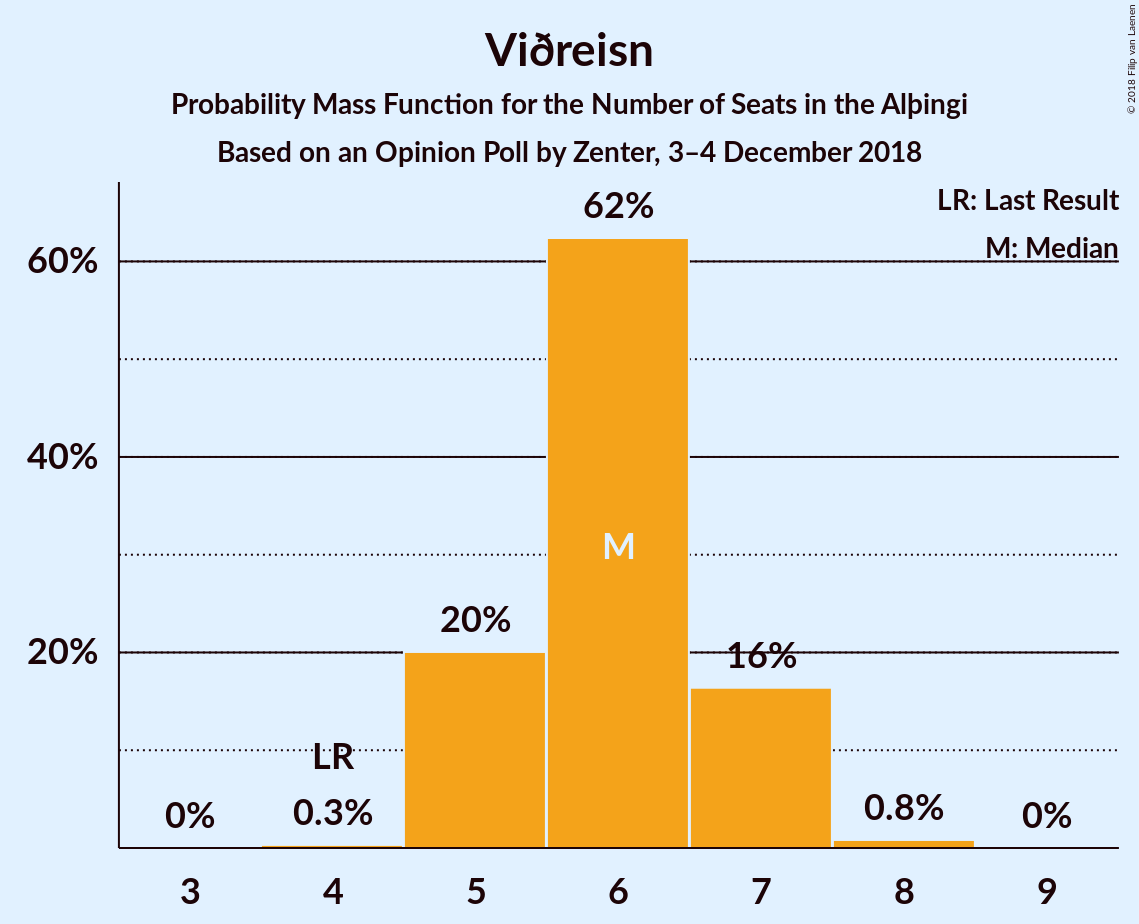 Viðreisn
Probability Mass Function for the Number of Seats in the Alþingi
Based on an Opinion Poll by Zenter, 3–4 December 2018
© 2018 Filip van Laenen
LR: Last Result
M: Median
62%
60%
40%
M
20%
20%
16%
LR
0% 0.3% 0.8% 0%
3 4 5 6 7 8 9